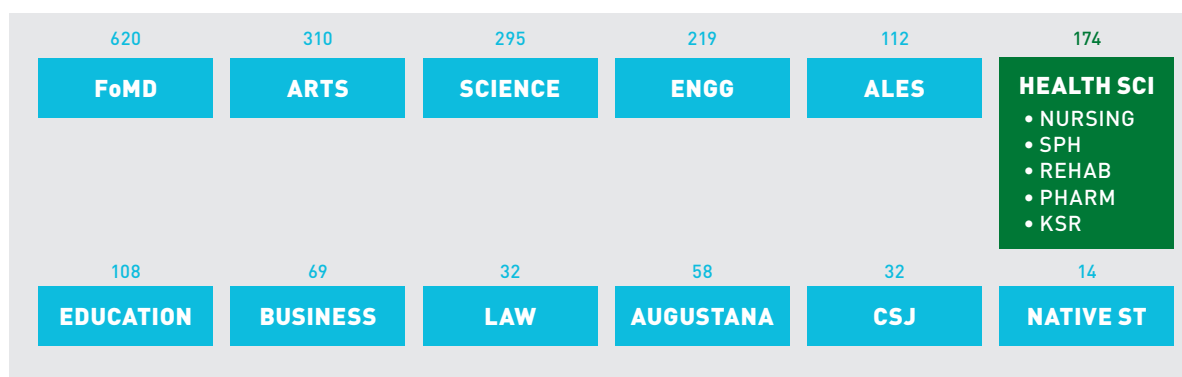 620 310 295 219 112 174
FoMD ARTS SCIENCE ENGG ALES HEALTH SCI
• NURSING
• SPH
• REHAB
• PHARM
• KSR
108 69 32 58 32 14
EDUCATION BUSINESS LAW AUGUSTANA CSJ NATIVE ST